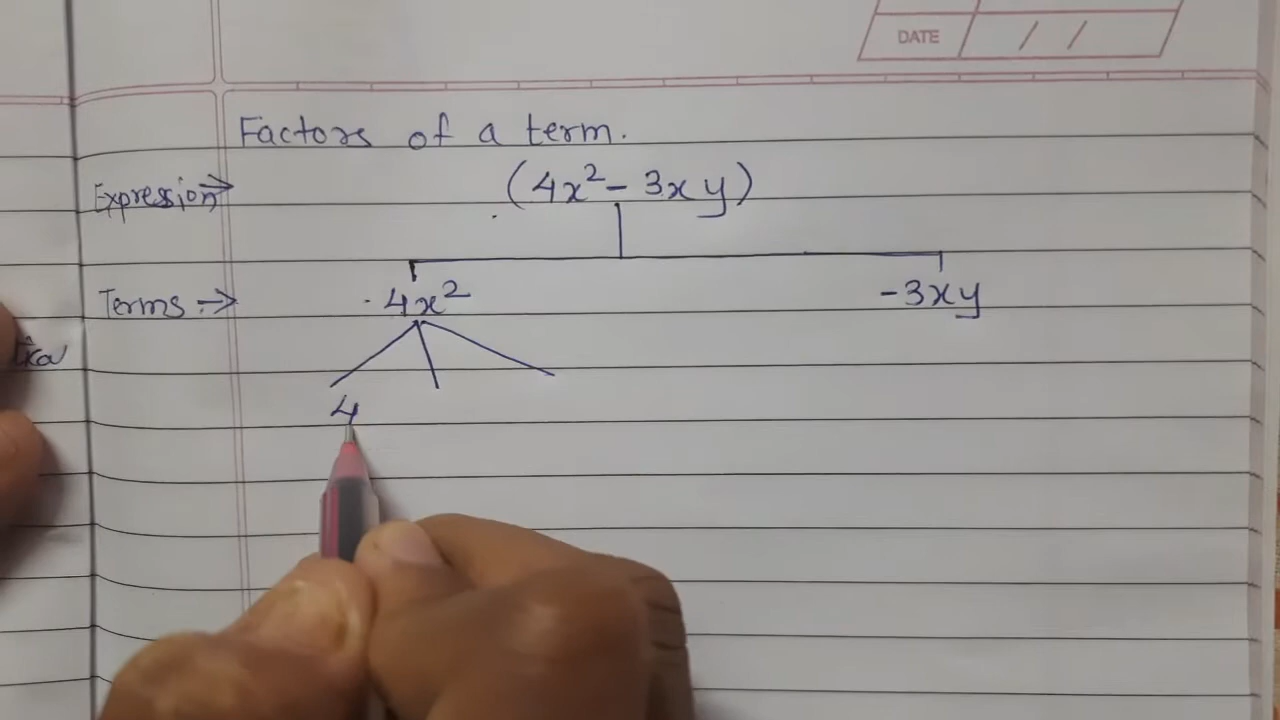 DATE / /
Factors of a term.
Expression → (4x² - 3xy)
Terms → 4x² -3xy
4